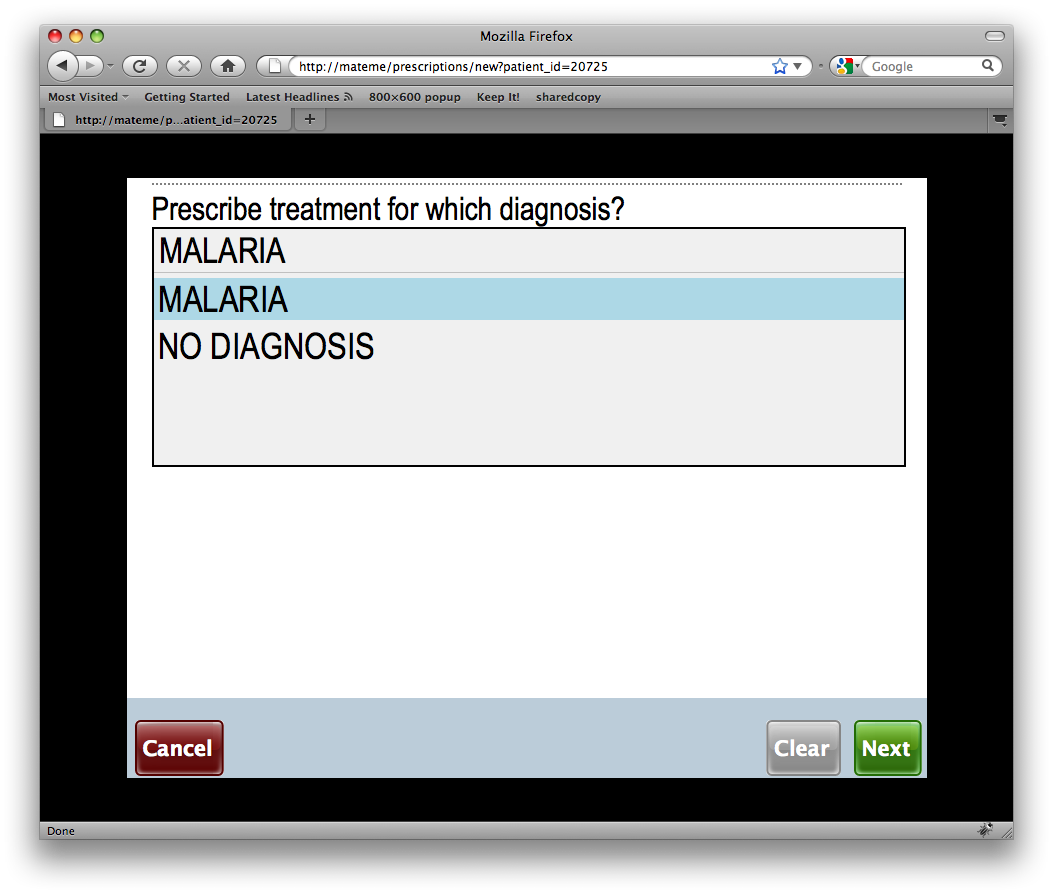 Mozilla Firefox
http://mateme/prescriptions/new?patient_id=20725
Google
Most Visited Getting Started Latest Headlines 800×600 popup Keep It! sharedcopy
http://mateme/p...atient_id=20725
Prescribe treatment for which diagnosis?
MALARIA
MALARIA
NO DIAGNOSIS
Cancel Clear Next
Done